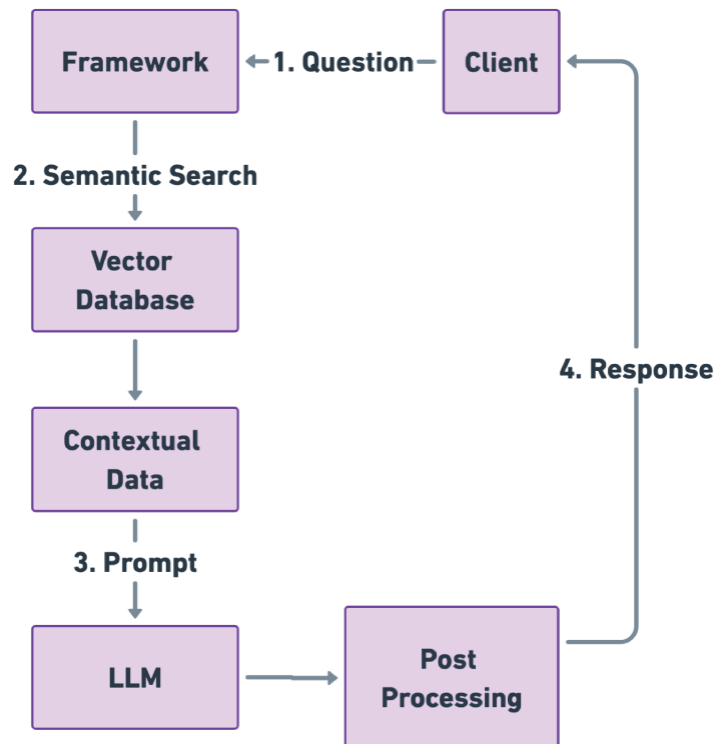 Framework
1. Question
Client
2. Semantic Search
Vector
Database
4. Response
Contextual
Data
3. Prompt
LLM
Post
Processing